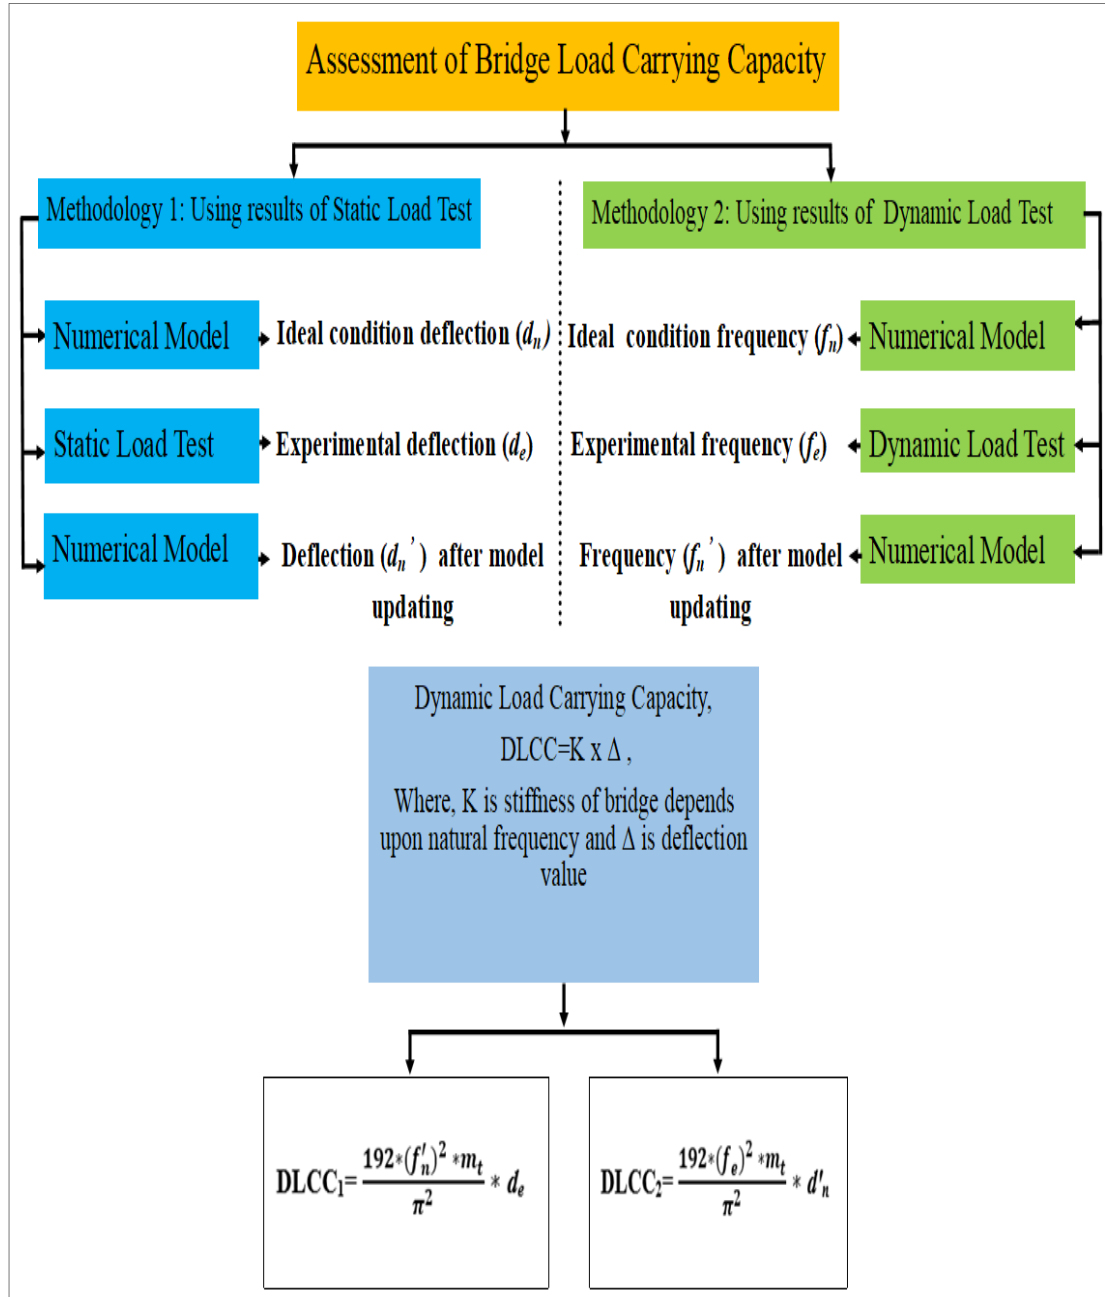 Assessment of Bridge Load Carrying Capacity
Methodology 1: Using results of Static Load Test
Numerical Model
Ideal condition deflection (dₙ)
Static Load Test
Experimental deflection (dₑ)
Numerical Model
Deflection (dₙ’) after model
updating
Methodology 2: Using results of Dynamic Load Test
Ideal condition frequency (fₙ)
Numerical Model
Experimental frequency (fₑ)
Dynamic Load Test
Frequency (fₙ’) after model
updating
Numerical Model
Dynamic Load Carrying Capacity,
DLCC=K x Δ ,
Where, K is stiffness of bridge depends
upon natural frequency and Δ is deflection
value
DLCC₁= 192*(f′ₙ)² *mₜ / π² * dₑ
DLCC₂= 192*(fₑ)² *mₜ / π² * d′ₙ